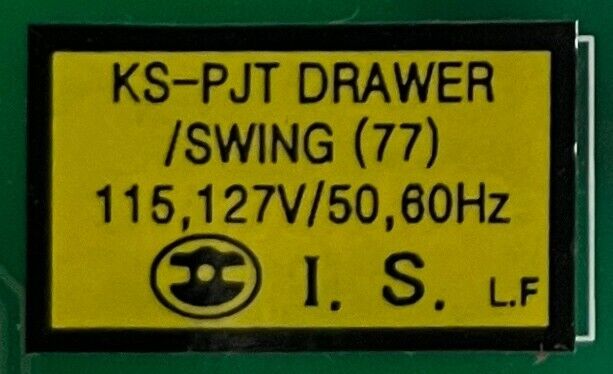 KS-PJT DRAWER
/SWING (77)
115,127V/50,60Hz
I. S. L.F